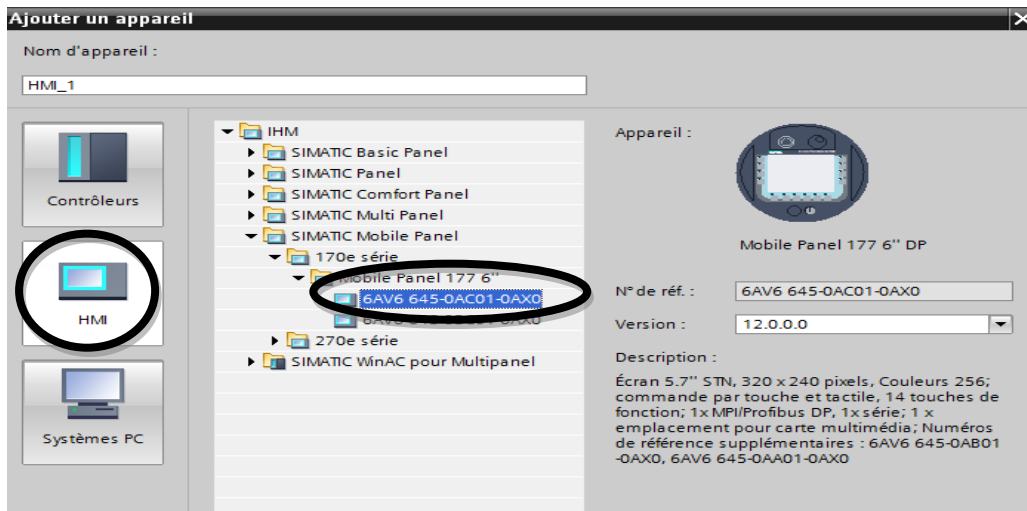 Ajouter un appareil
Nom d'appareil :
HMI_1
Contrôleurs
HMI
Systèmes PC
IHM
SIMATIC Basic Panel
SIMATIC Panel
SIMATIC Comfort Panel
SIMATIC Multi Panel
SIMATIC Mobile Panel
170e série
Mobile Panel 177 6"
6AV6 645-0AC01-0AX0
270e série
SIMATIC WinAC pour Multipanel
Appareil :
Mobile Panel 177 6" DP
N° de réf. :
6AV6 645-0AC01-0AX0
Version :
12.0.0.0
Description :
Écran 5.7" STN, 320 x 240 pixels, Couleurs 256;
commande par touche et tactile, 14 touches de
fonction; 1x MPI/Profibus DP, 1x série; 1 x
emplacement pour carte multimédia; Numéros
de référence supplémentaires : 6AV6 645-0AB01
-0AX0, 6AV6 645-0AA01-0AX0